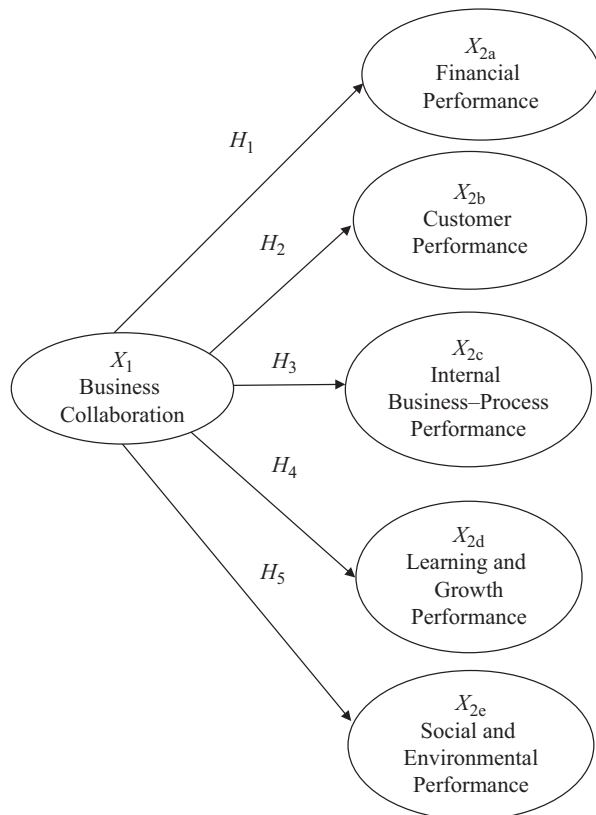 X2a
Financial
Performance
H1
X2b
Customer
Performance
H2
X1
Business
Collaboration
H3
X2c
Internal
Business–Process
Performance
H4
X2d
Learning and
Growth
Performance
H5
X2e
Social and
Environmental
Performance